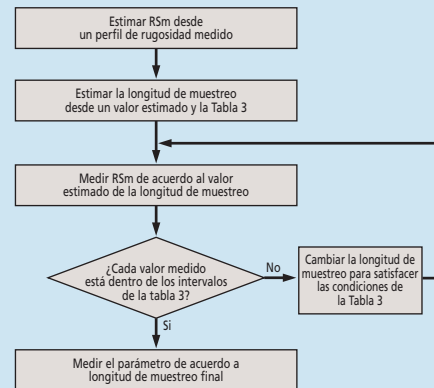 Estimar RSm desde
un perfil de rugosidad medido
Estimar la longitud de muestreo
desde un valor estimado y la Tabla 3
Medir RSm de acuerdo al valor
estimado de la longitud de muestreo
¿Cada valor medido
está dentro de los intervalos
de la tabla 3?
No
Cambiar la longitud de
muestreo para satisfacer
las condiciones de
la Tabla 3
Si
Medir el parámetro de acuerdo a
longitud de muestreo final